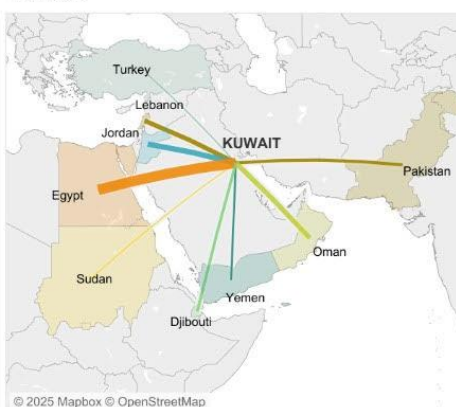 Turkey
Lebanon
Jordan
KUWAIT
Pakistan
Egypt
Oman
Sudan
Yemen
Djibouti
© 2025 Mapbox © OpenStreetMap